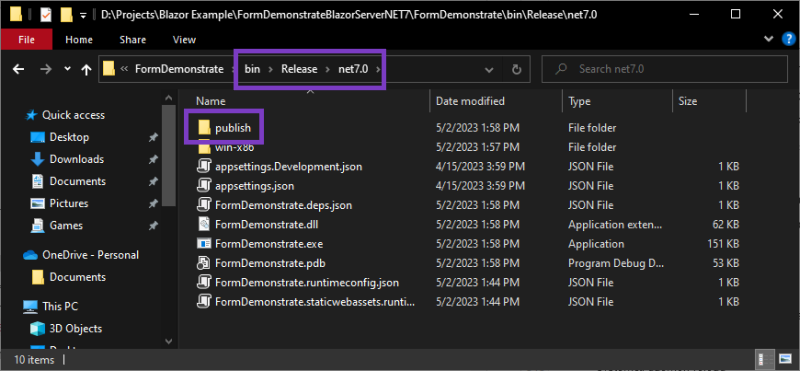 D:\Projects\Blazor Example\FormDemonstrateBlazorServerNET7\FormDemonstrate\bin\Release\net7.0
File Home Share View
FormDemonstrate bin Release net7.0 Search net7.0
Name Date modified Type Size
Quick access
Desktop
Downloads
Documents
Pictures
Games
OneDrive - Personal
Documents
This PC
3D Objects
publish 5/2/2023 1:58 PM File folder
win-x86 5/2/2023 1:57 PM File folder
appsettings.Development.json 4/15/2023 3:59 PM JSON File 1 KB
appsettings.json 4/15/2023 3:59 PM JSON File 1 KB
FormDemonstrate.deps.json 5/2/2023 1:58 PM JSON File 1 KB
FormDemonstrate.dll 5/2/2023 1:58 PM Application exten... 62 KB
FormDemonstrate.exe 5/2/2023 1:58 PM Application 151 KB
FormDemonstrate.pdb 5/2/2023 1:58 PM Program Debug D... 53 KB
FormDemonstrate.runtimeconfig.json 5/2/2023 1:44 PM JSON File 1 KB
FormDemonstrate.staticwebassets.runti... 5/2/2023 1:44 PM JSON File 1 KB
10 items